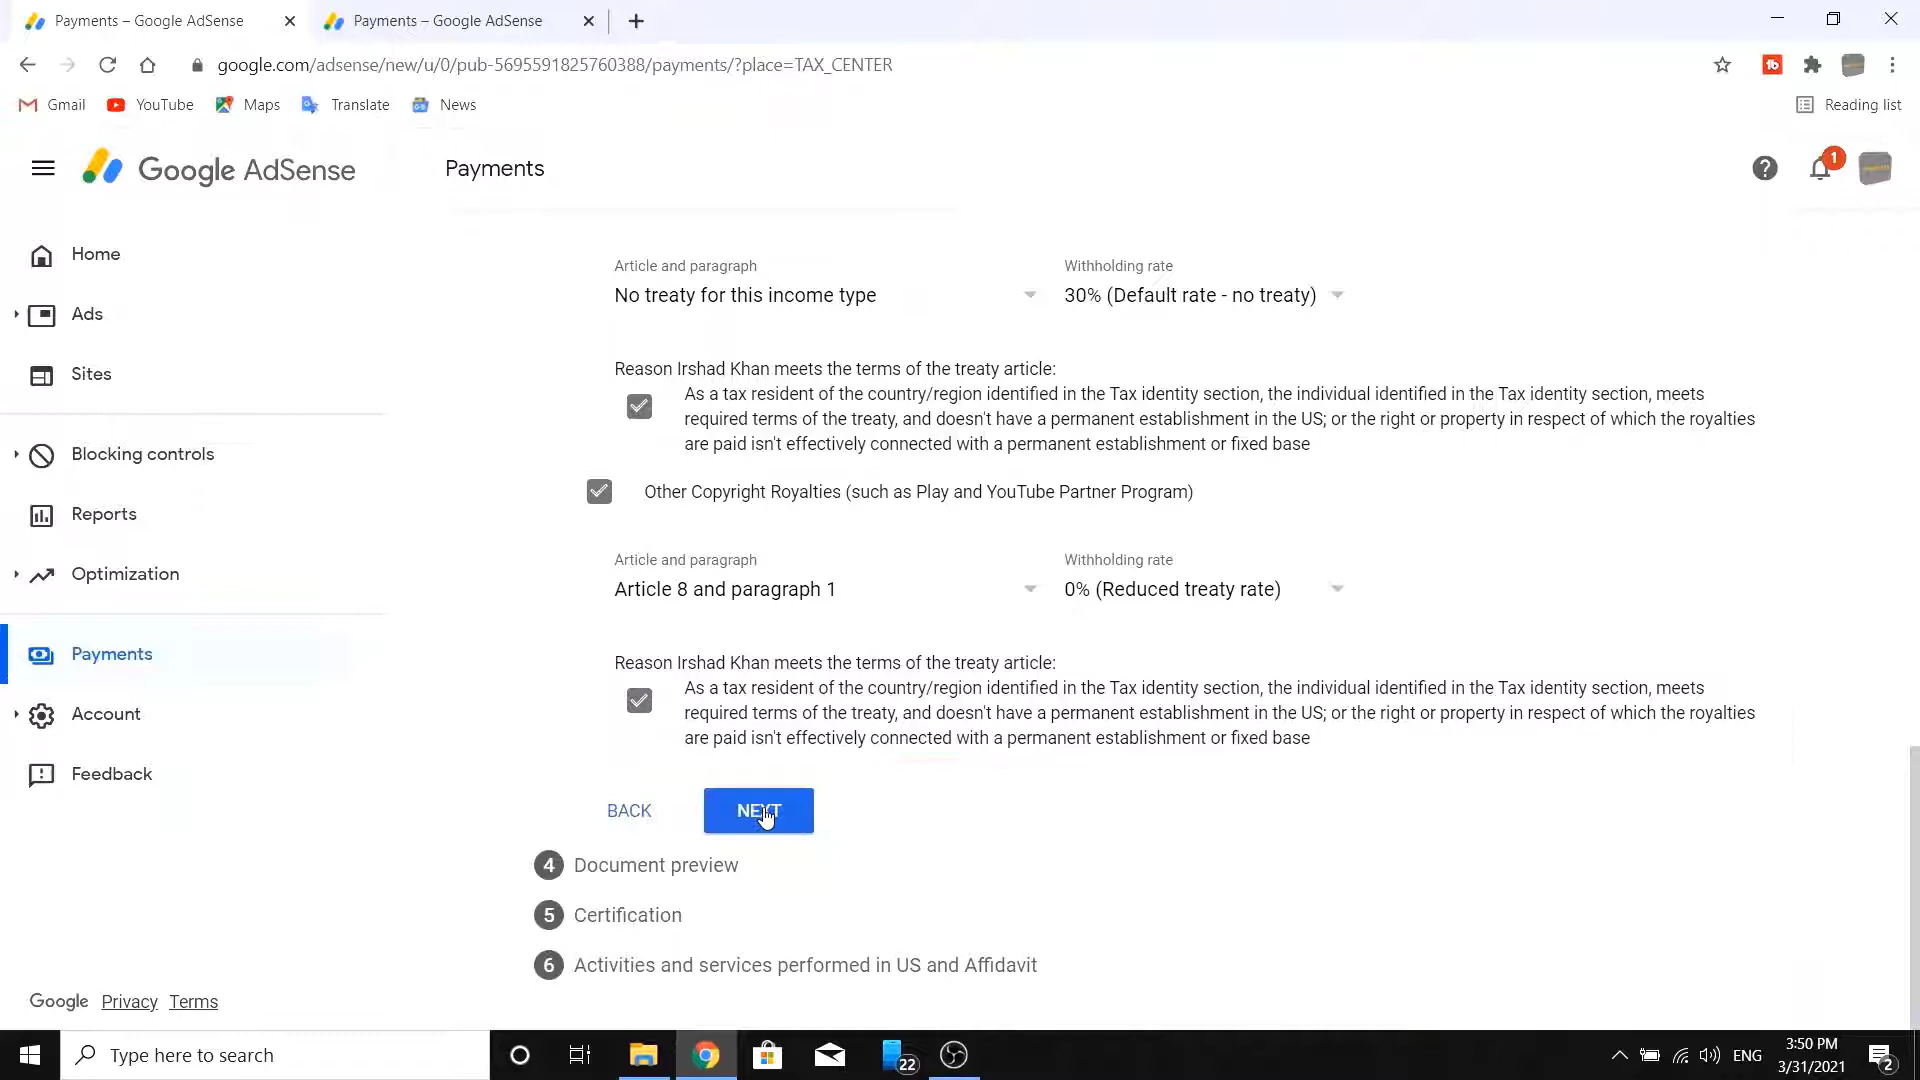 Payments – Google AdSense
Payments – Google AdSense
google.com/adsense/new/u/0/pub-5695591825760388/payments/?place=TAX_CENTER
Gmail
YouTube
Maps
Translate
News
Reading list
Google AdSense
Payments
1
Home
Ads
Sites
Blocking controls
Reports
Optimization
Payments
Account
Feedback
Article and paragraph
Withholding rate
No treaty for this income type
30% (Default rate - no treaty)
Reason Irshad Khan meets the terms of the treaty article:
As a tax resident of the country/region identified in the Tax identity section, the individual identified in the Tax identity section, meets
required terms of the treaty, and doesn't have a permanent establishment in the US; or the right or property in respect of which the royalties
are paid isn't effectively connected with a permanent establishment or fixed base
Other Copyright Royalties (such as Play and YouTube Partner Program)
Article and paragraph
Withholding rate
Article 8 and paragraph 1
0% (Reduced treaty rate)
Reason Irshad Khan meets the terms of the treaty article:
As a tax resident of the country/region identified in the Tax identity section, the individual identified in the Tax identity section, meets
required terms of the treaty, and doesn't have a permanent establishment in the US; or the right or property in respect of which the royalties
are paid isn't effectively connected with a permanent establishment or fixed base
BACK
NEXT
4 Document preview
5 Certification
6 Activities and services performed in US and Affidavit
Google Privacy Terms
Type here to search
22
ENG
3:50 PM
3/31/2021
2